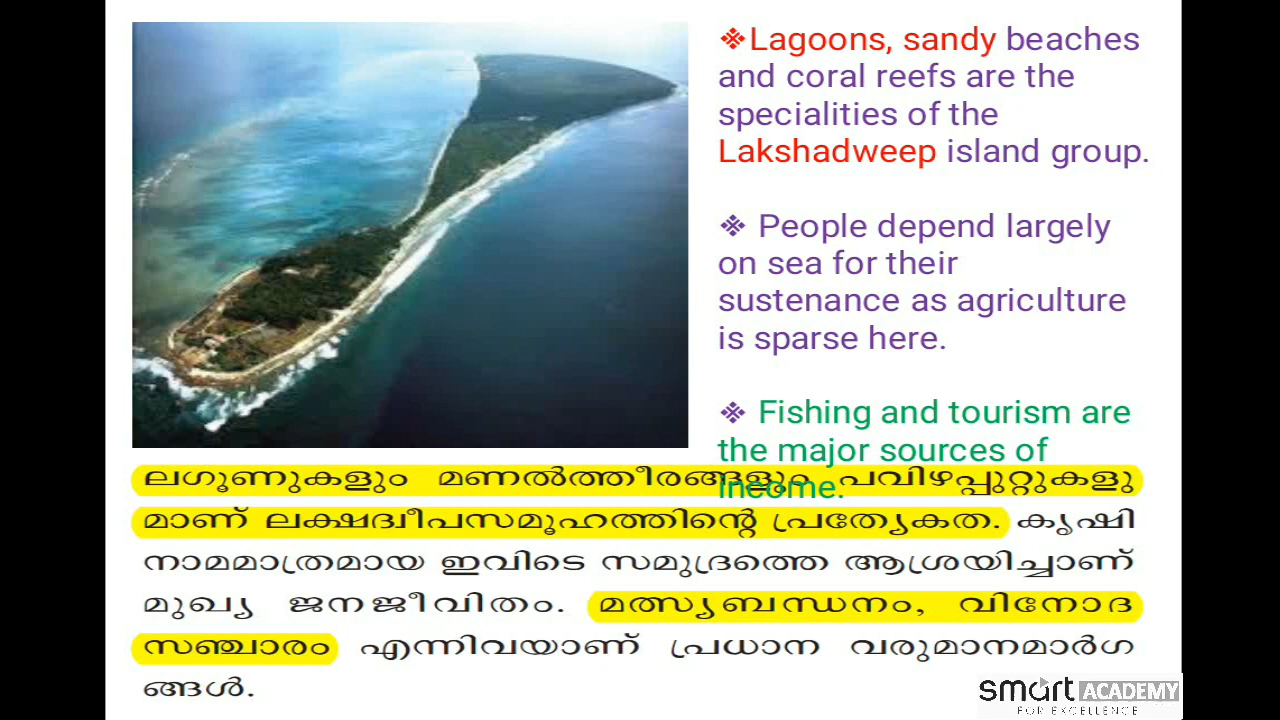 ❖Lagoons, sandy beaches
and coral reefs are the
specialities of the
Lakshadweep island group.
❖ People depend largely
on sea for their
sustenance as agriculture
is sparse here.
❖ Fishing and tourism are
the major sources of
income.
ലഗൂണുകളും മണൽത്തീരങ്ങളും പവിഴപ്പുറ്റുകളു
മാണ് ലക്ഷദ്വീപസമൂഹത്തിന്റെ പ്രത്യേകത. കൃഷി
നാമമാത്രമായ ഇവിടെ സമുദ്രത്തെ ആശ്രയിച്ചാണ്
മുഖ്യ ജനജീവിതം. മത്സ്യബന്ധനം, വിനോദ
സഞ്ചാരം എന്നിവയാണ് പ്രധാന വരുമാനമാർഗ
ങ്ങൾ.
smart ACADEMY
FOR EXCELLENCE